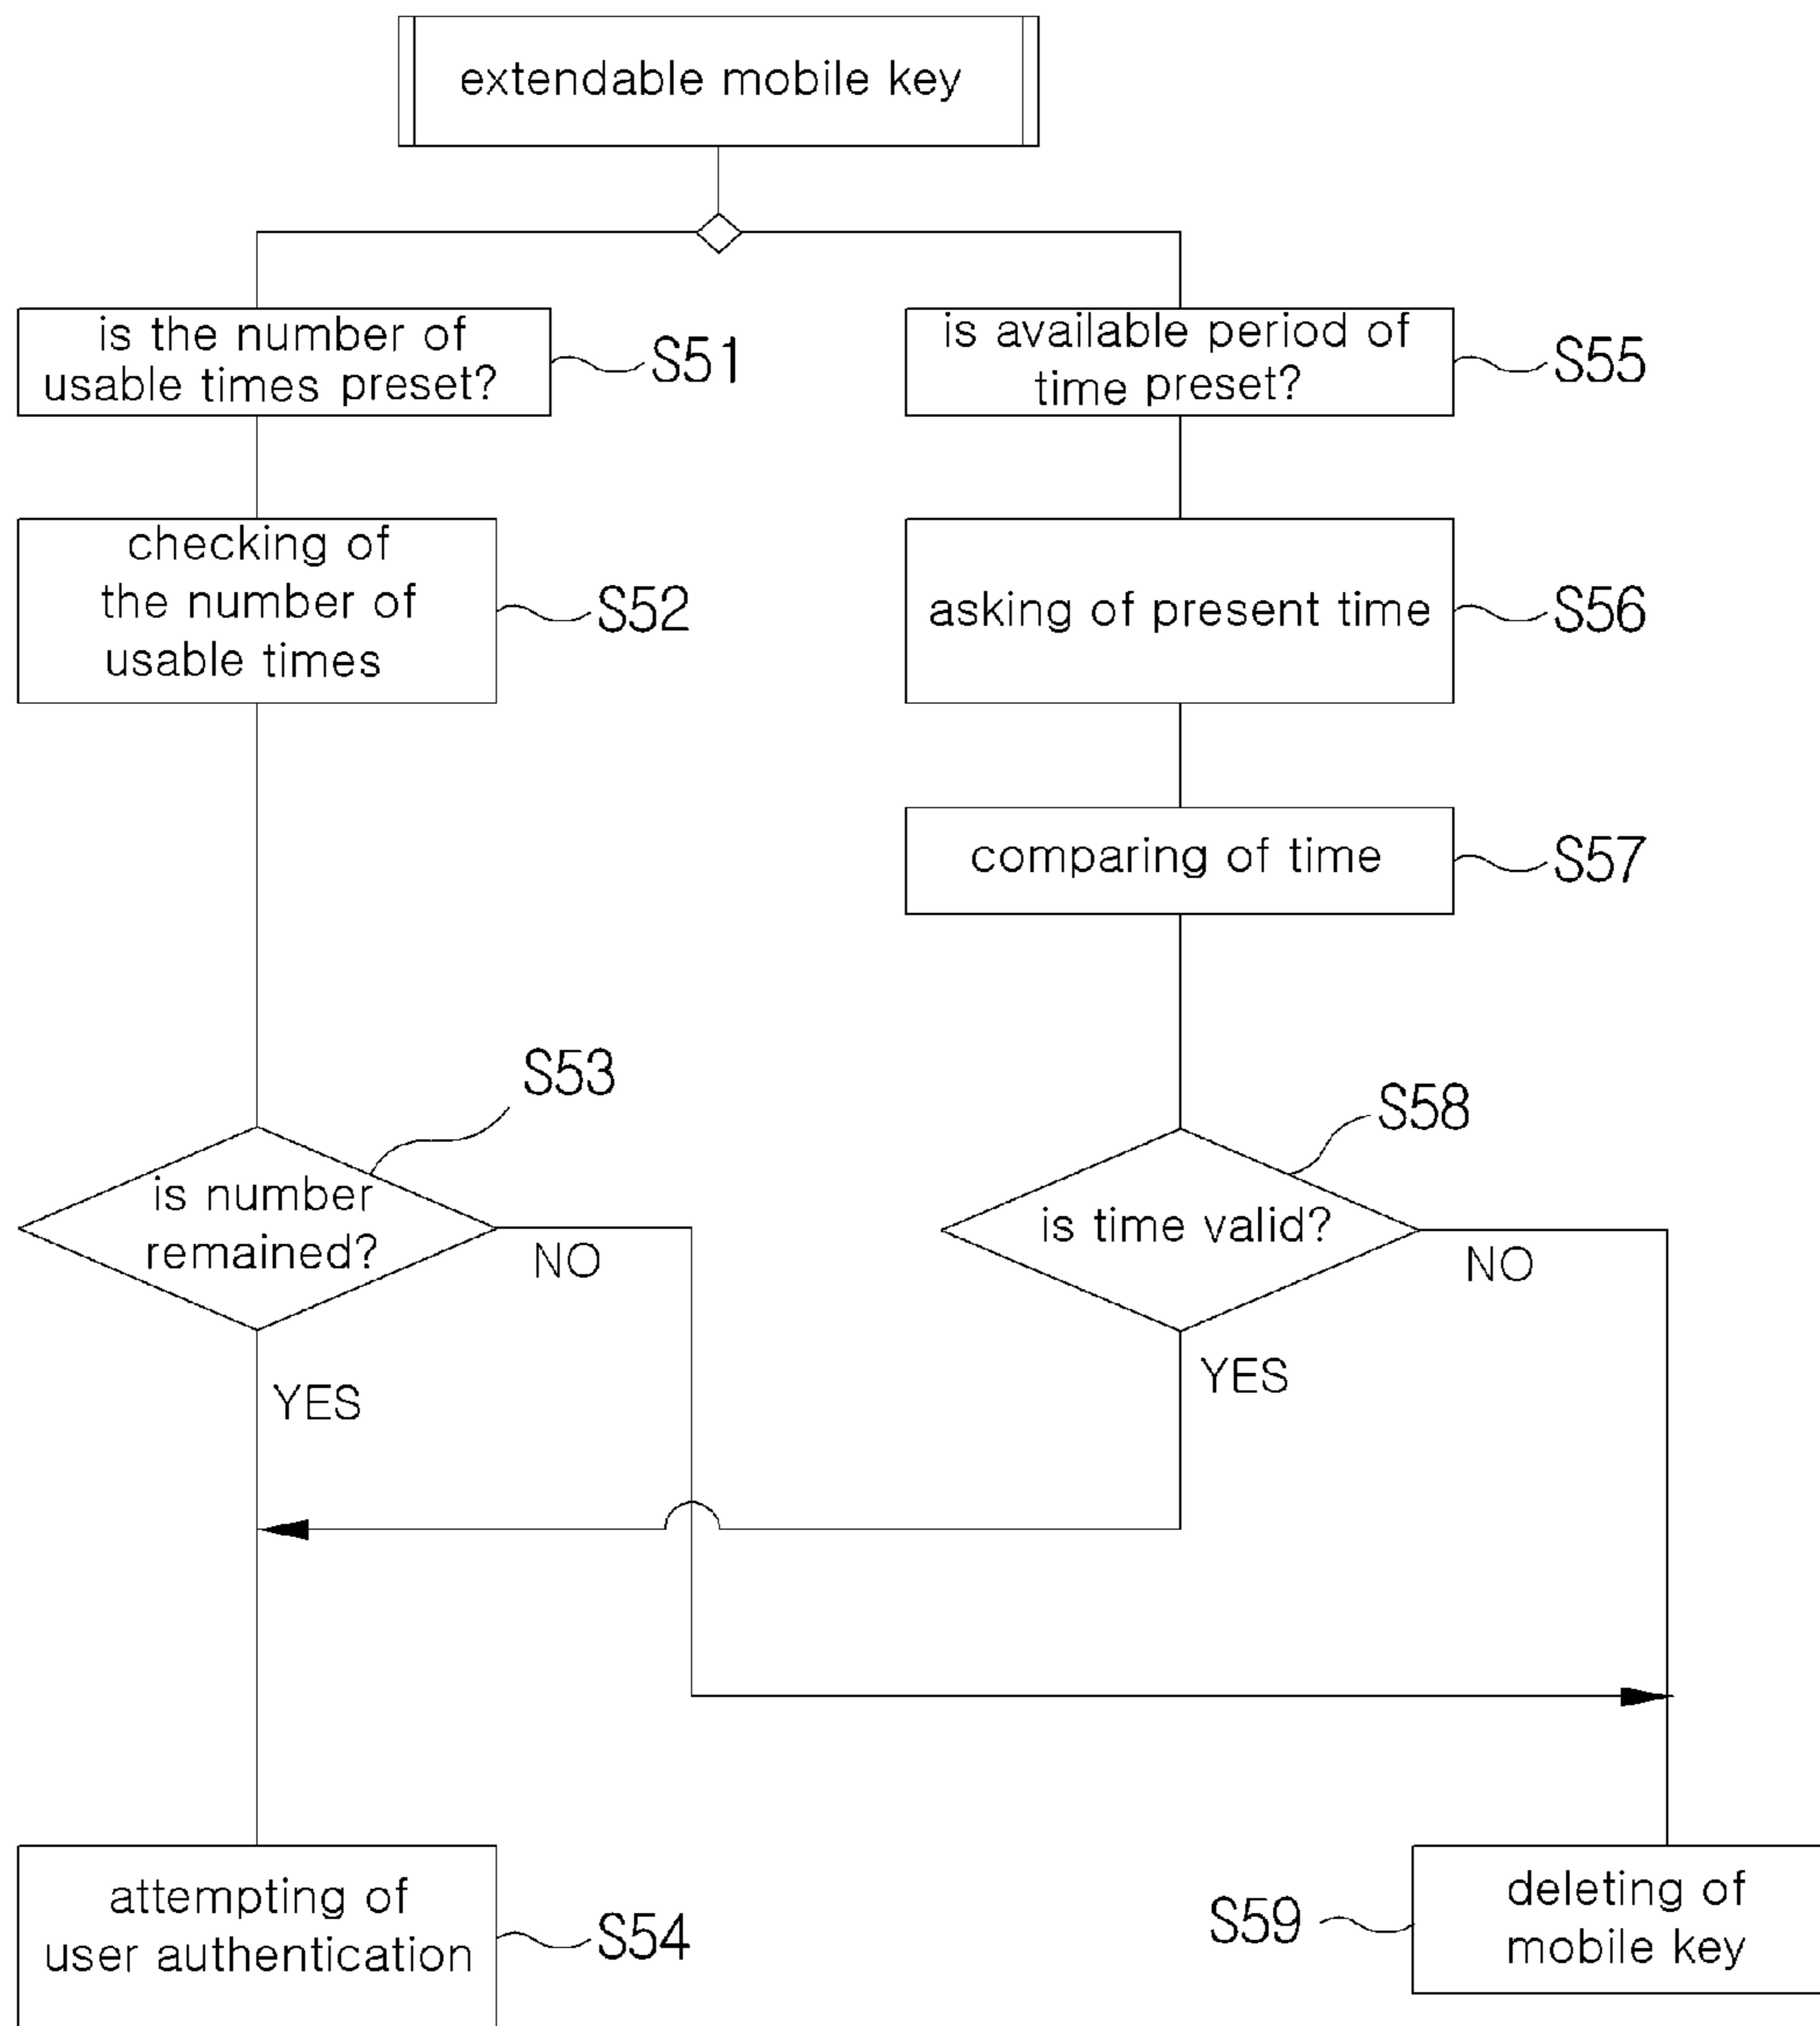 extendable mobile key
is the number of
usable times preset?
S51
is available period of
time preset?
S55
checking of
the number of
usable times
S52
asking of present time
S56
comparing of time
S57
S53
is number
remained?
NO
YES
S58
is time valid?
NO
YES
attempting of
user authentication
S54
S59
deleting of
mobile key